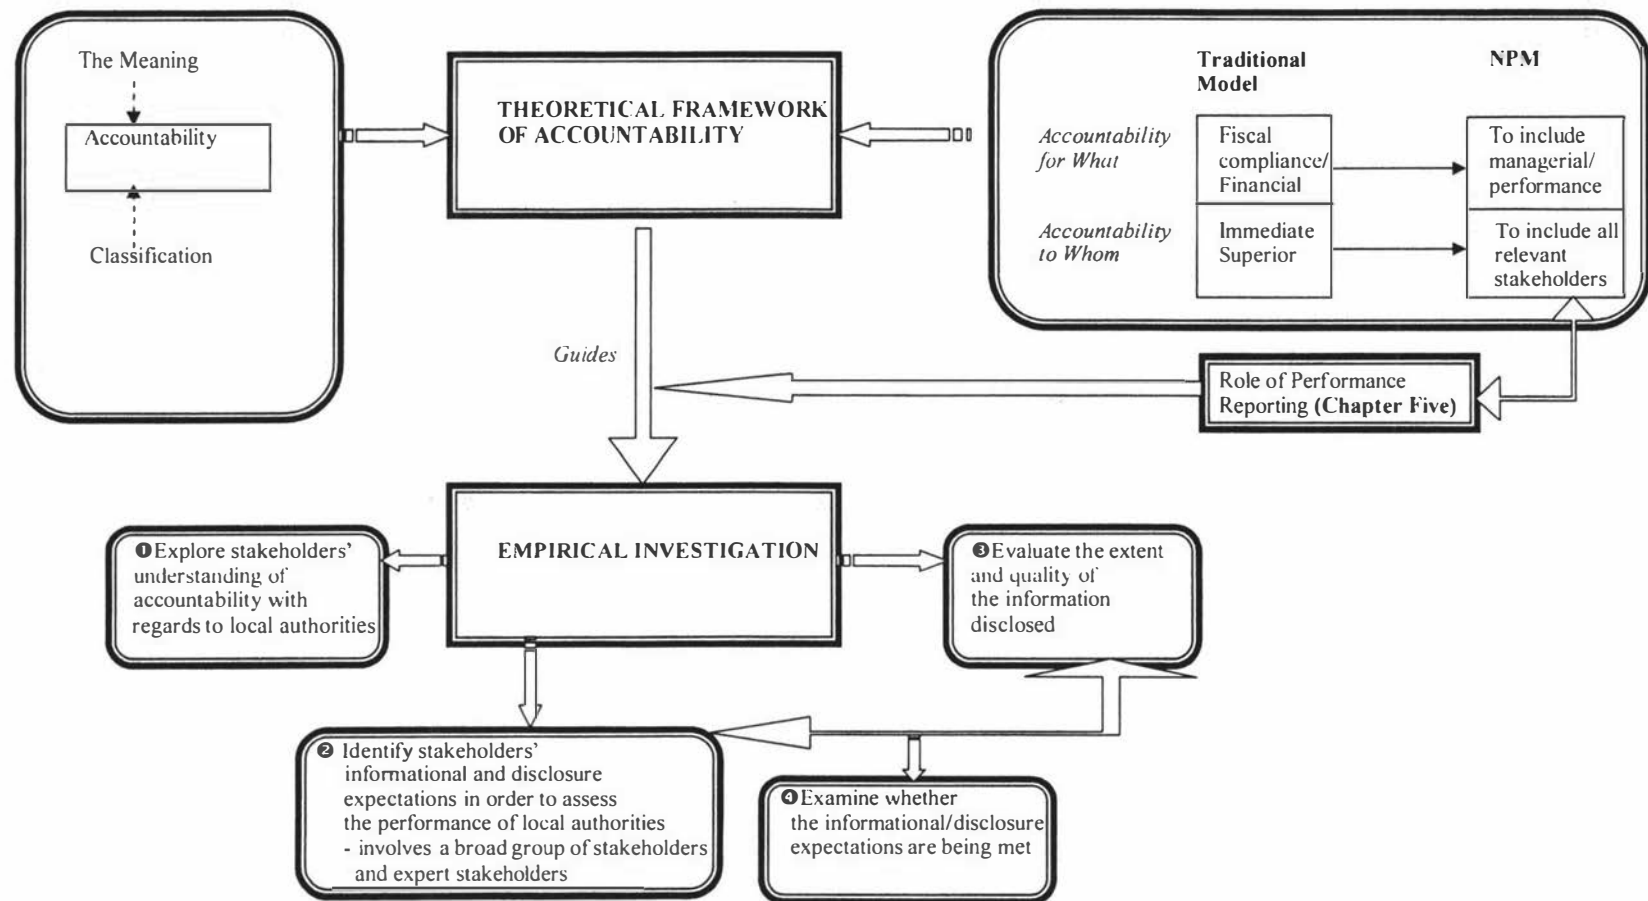 The Meaning
Accountability
Classification
THEORETICAL FRAMEWORK
OF ACCOUNTABILITY
Traditional
Model
NPM
Accountability
for What
Fiscal
compliance/
Financial
To include
managerial/
performance
Accountability
to Whom
Immediate
Superior
To include all
relevant
stakeholders
Guides
Role of Performance
Reporting (Chapter Five)
EMPIRICAL INVESTIGATION
❶Explore stakeholders'
understanding of
accountability with
regards to local authorities
❸Evaluate the extent
and quality of
the information
disclosed
❷ Identify stakeholders'
informational and disclosure
expectations in order to assess
the performance of local authorities
- involves a broad group of stakeholders
and expert stakeholders
❹Examine whether
the informational/disclosure
expectations are being met